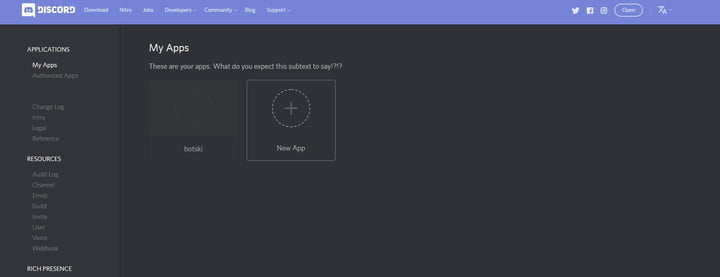 DISCORD
Download
Nitro
Jobs
Developers
Community
Blog
Support
Open
APPLICATIONS
My Apps
Authorized Apps
Change Log
Intro
Legal
Reference
RESOURCES
Audit Log
Channel
Emoji
Guild
Invite
User
Voice
Webhook
RICH PRESENCE
My Apps
These are your apps. What do you expect this subtext to say!?!?
botski
New App